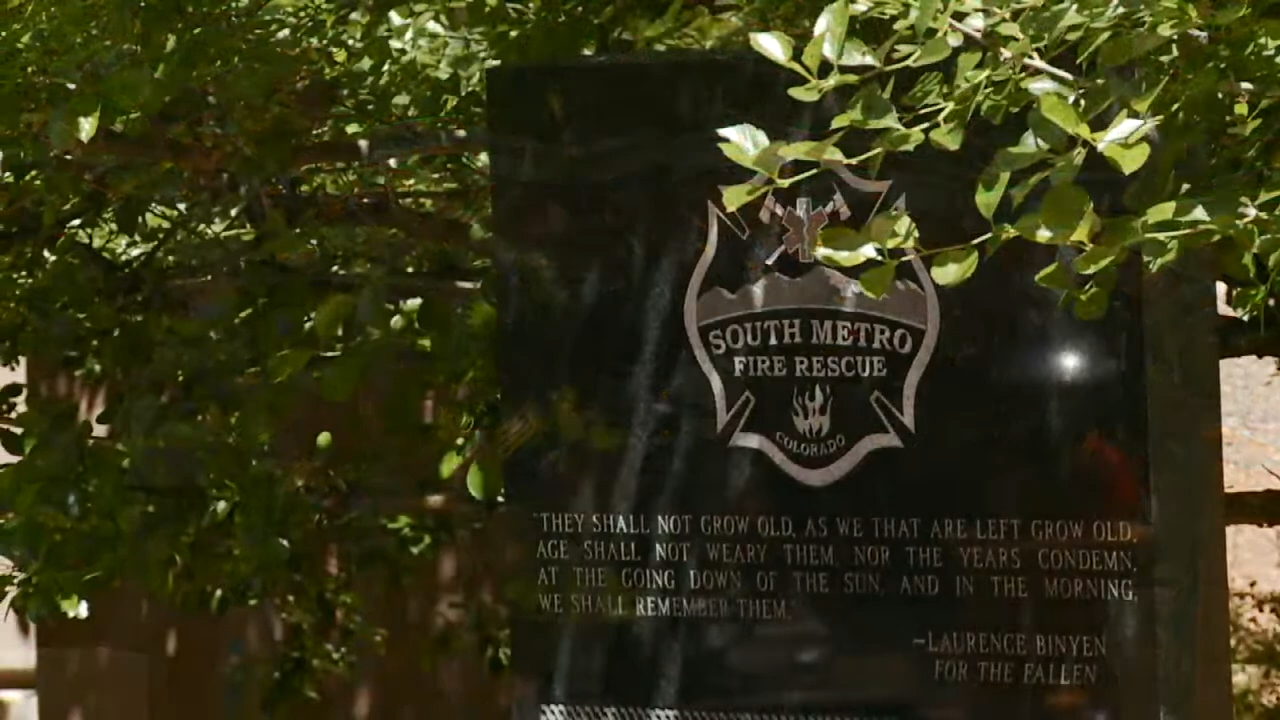 SOUTH METRO
FIRE RESCUE
COLORADO
"THEY SHALL NOT GROW OLD, AS WE THAT ARE LEFT GROW OLD.
AGE SHALL NOT WEARY THEM, NOR THE YEARS CONDEMN,
AT THE GOING DOWN OF THE SUN, AND IN THE MORNING,
WE SHALL REMEMBER THEM."
~LAURENCE BINYEN
FOR THE FALLEN